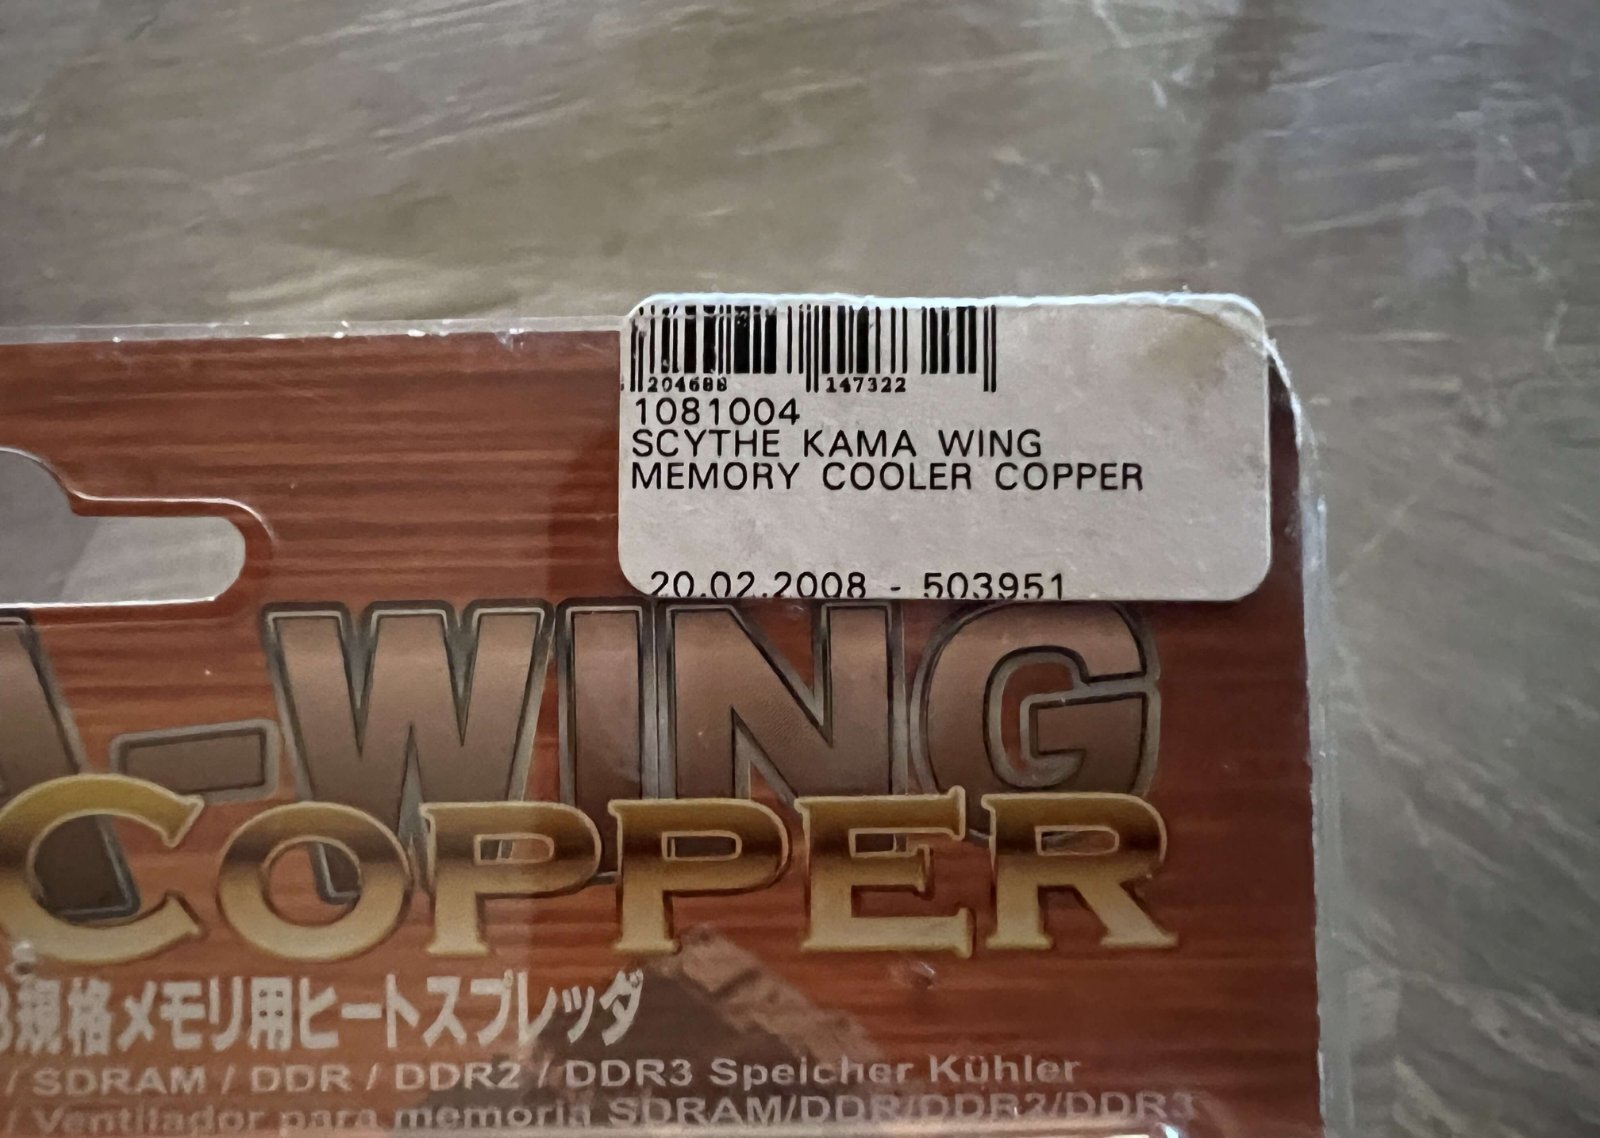 204688 147322
1081004
SCYTHE KAMA WING
MEMORY COOLER COPPER
20.02.2008 - 503951
A-WING
COPPER
3規格メモリ用ヒートスプレッダ
/ SDRAM / DDR / DDR2 / DDR3 Speicher Kühler
/ Ventilador para memoria SDRAM/DDR/DDR2/DDR3